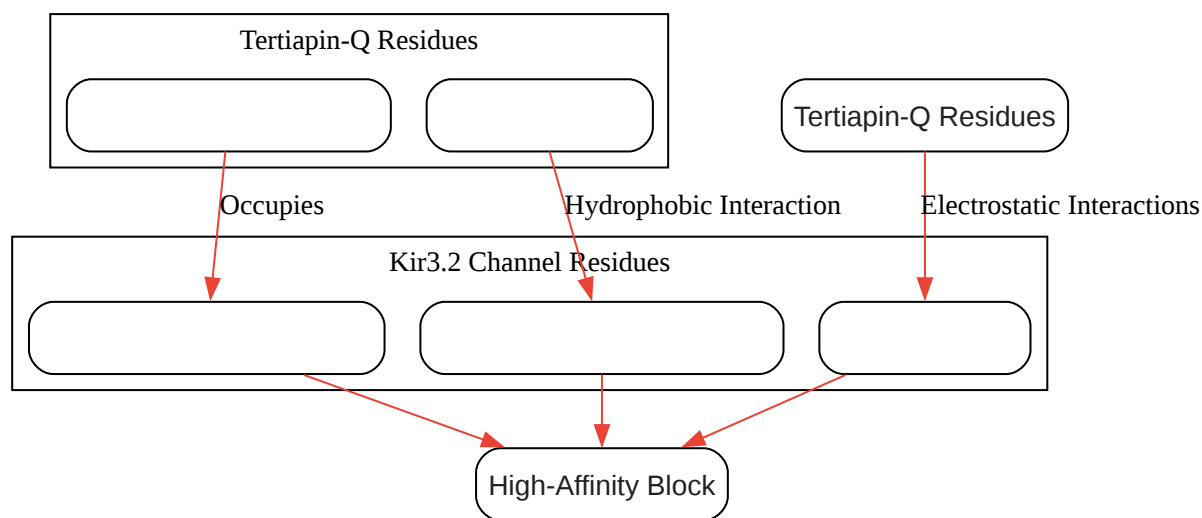 Tertiapin-Q Residues
Tertiapin-Q Residues
Occupies
Hydrophobic Interaction
Electrostatic Interactions
Kir3.2 Channel Residues
High-Affinity Block